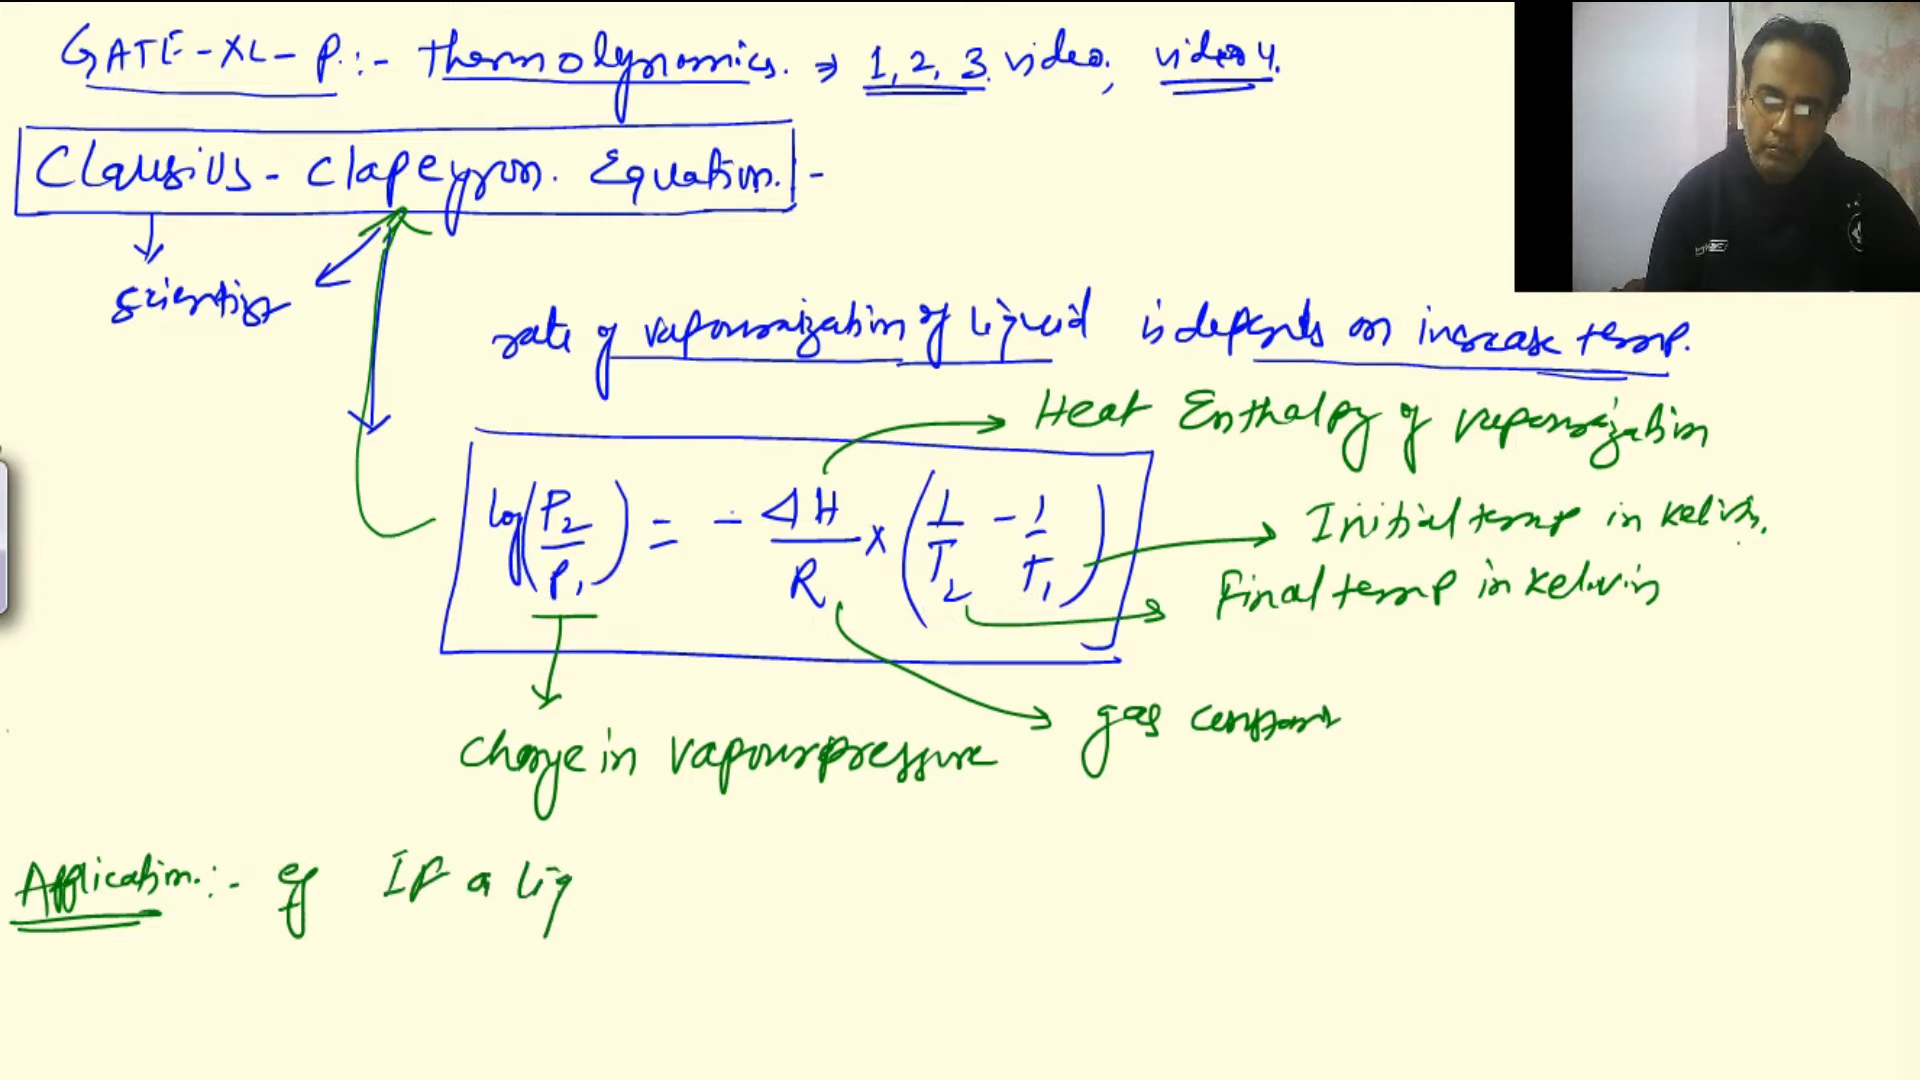 GATE-XL-P:- Thermodynamics. → 1, 2, 3 video, video 4.
Clausius-Clapeyron. Equation. -
scientist
rate of vapourization of liquid is depends on increase temp.
Heat Enthalpy of vapourization
log(P2/P1) = - ΔH/R × (1/T2 - 1/T1)
Initial temp in kelvin.
Final temp in kelvin
gas constant
change in vapour pressure
Application:- eg If a liq